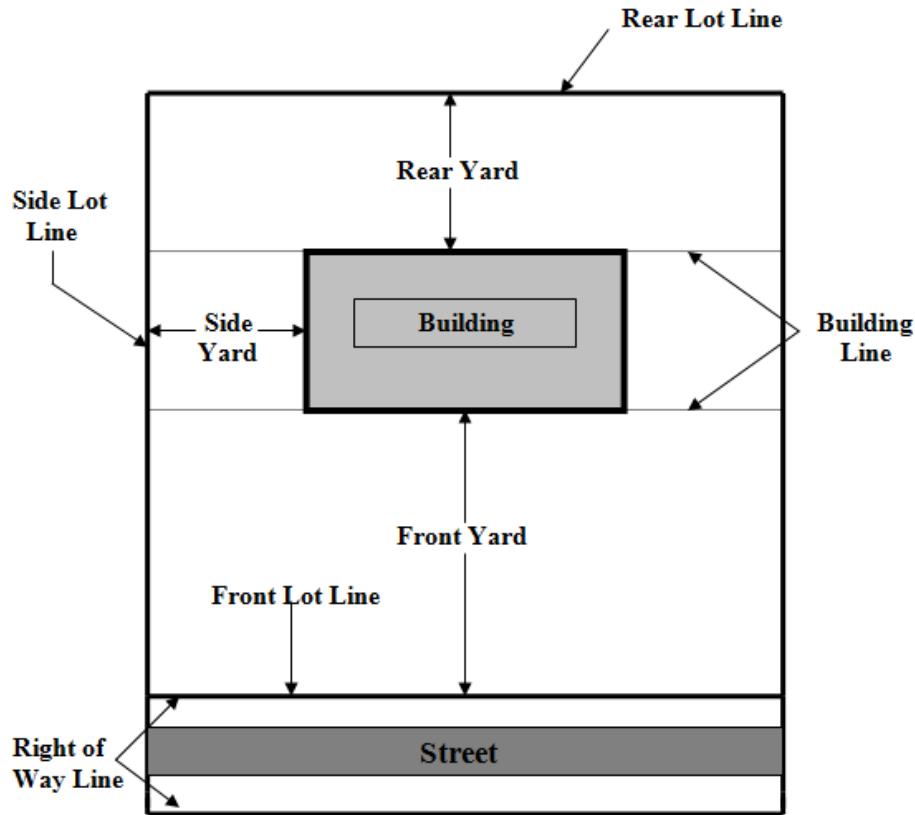 Rear Lot Line
Rear Yard
Side Lot
Line
Side
Yard
Building
Building
Line
Front Yard
Front Lot Line
Right of
Way Line
Street